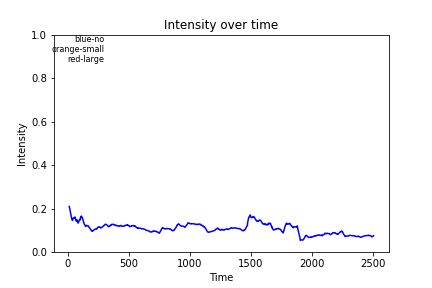 Intensity over time
blue-no
orange-small
red-large
1.0
0.8
0.6
0.4
0.2
0.0
Intensity
0 500 1000 1500 2000 2500
Time